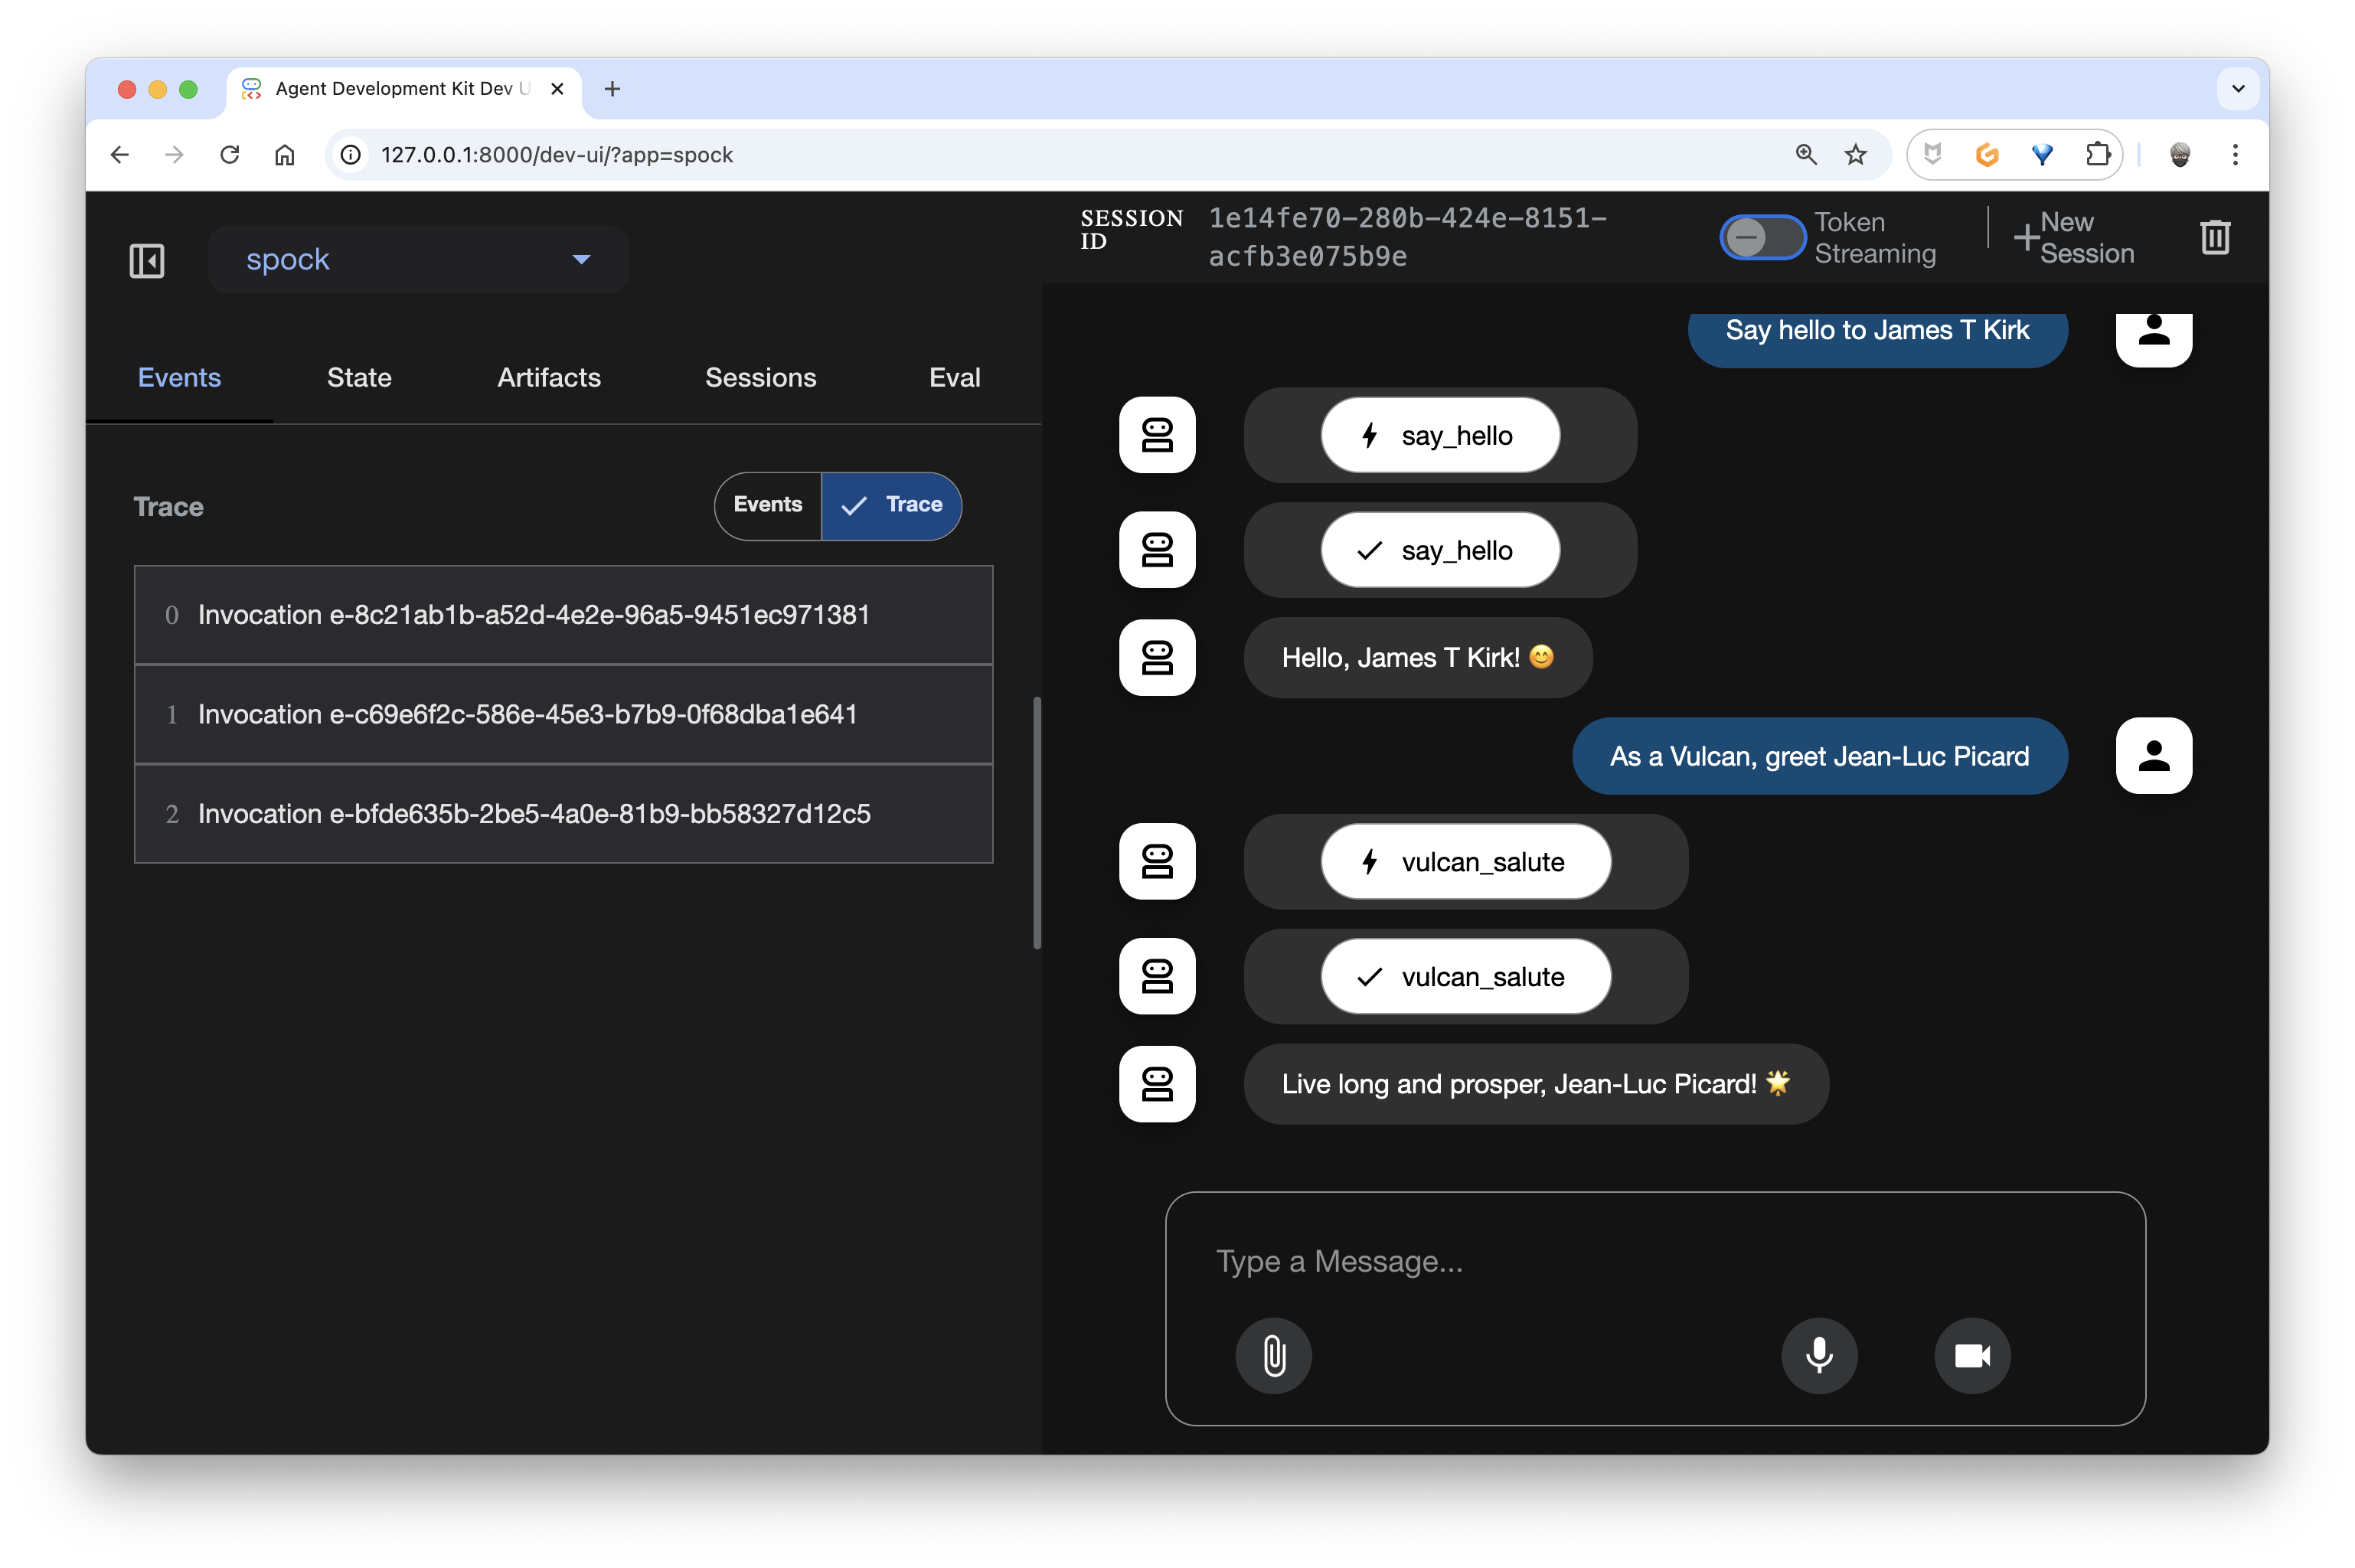 Agent Development Kit Dev U
127.0.0.1:8000/dev-ui/?app=spock
spock
SESSION
ID
1e14fe70-280b-424e-8151-
acfb3e075b9e
Token
Streaming
New
Session
Events
State
Artifacts
Sessions
Eval
Trace
Events
Trace
0 Invocation e-8c21ab1b-a52d-4e2e-96a5-9451ec971381
1 Invocation e-c69e6f2c-586e-45e3-b7b9-0f68dba1e641
2 Invocation e-bfde635b-2be5-4a0e-81b9-bb58327d12c5
Say hello to James T Kirk
say_hello
say_hello
Hello, James T Kirk! 😊
As a Vulcan, greet Jean-Luc Picard
vulcan_salute
vulcan_salute
Live long and prosper, Jean-Luc Picard! 🌟
Type a Message...